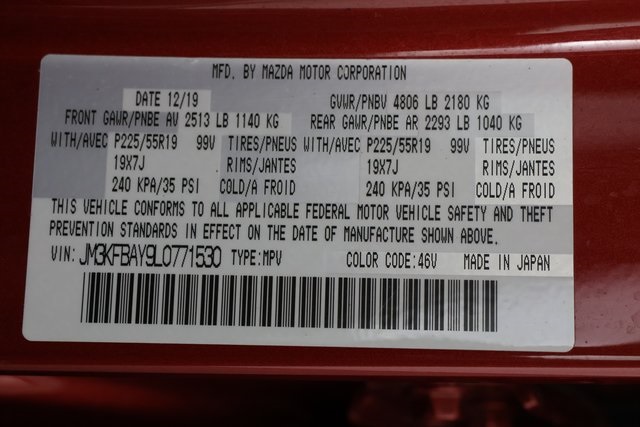 MFD. BY MAZDA MOTOR CORPORATION
DATE 12/19 GVWR/PNBV 4806 LB 2180 KG
FRONT GAWR/PNBE AV 2513 LB 1140 KG REAR GAWR/PNBE AR 2293 LB 1040 KG
WITH/AVEC P225/55R19 99V TIRES/PNEUS WITH/AVEC P225/55R19 99V TIRES/PNEUS
19X7J RIMS/JANTES 19X7J RIMS/JANTES
240 KPA/35 PSI COLD/A FROID 240 KPA/35 PSI COLD/A FROID
THIS VEHICLE CONFORMS TO ALL APPLICABLE FEDERAL MOTOR VEHICLE SAFETY AND THEFT
PREVENTION STANDARDS IN EFFECT ON THE DATE OF MANUFACTURE SHOWN ABOVE.
VIN: JM3KFBAY9L0771530 TYPE:MPV COLOR CODE:46V MADE IN JAPAN